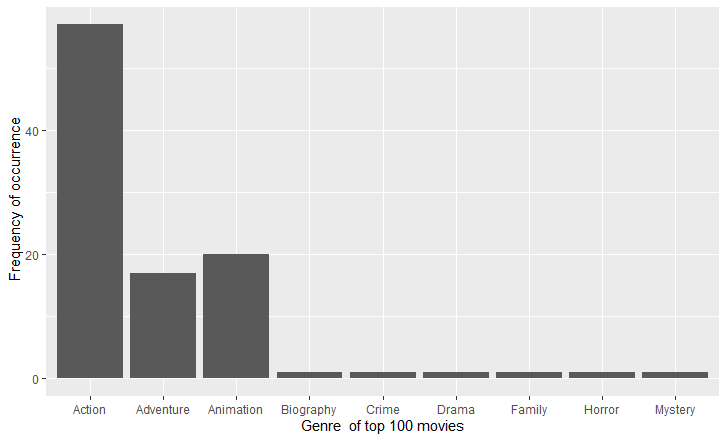 Frequency of occurrence
40
20
0
Action Adventure Animation Biography Crime Drama Family Horror Mystery
Genre  of top 100 movies